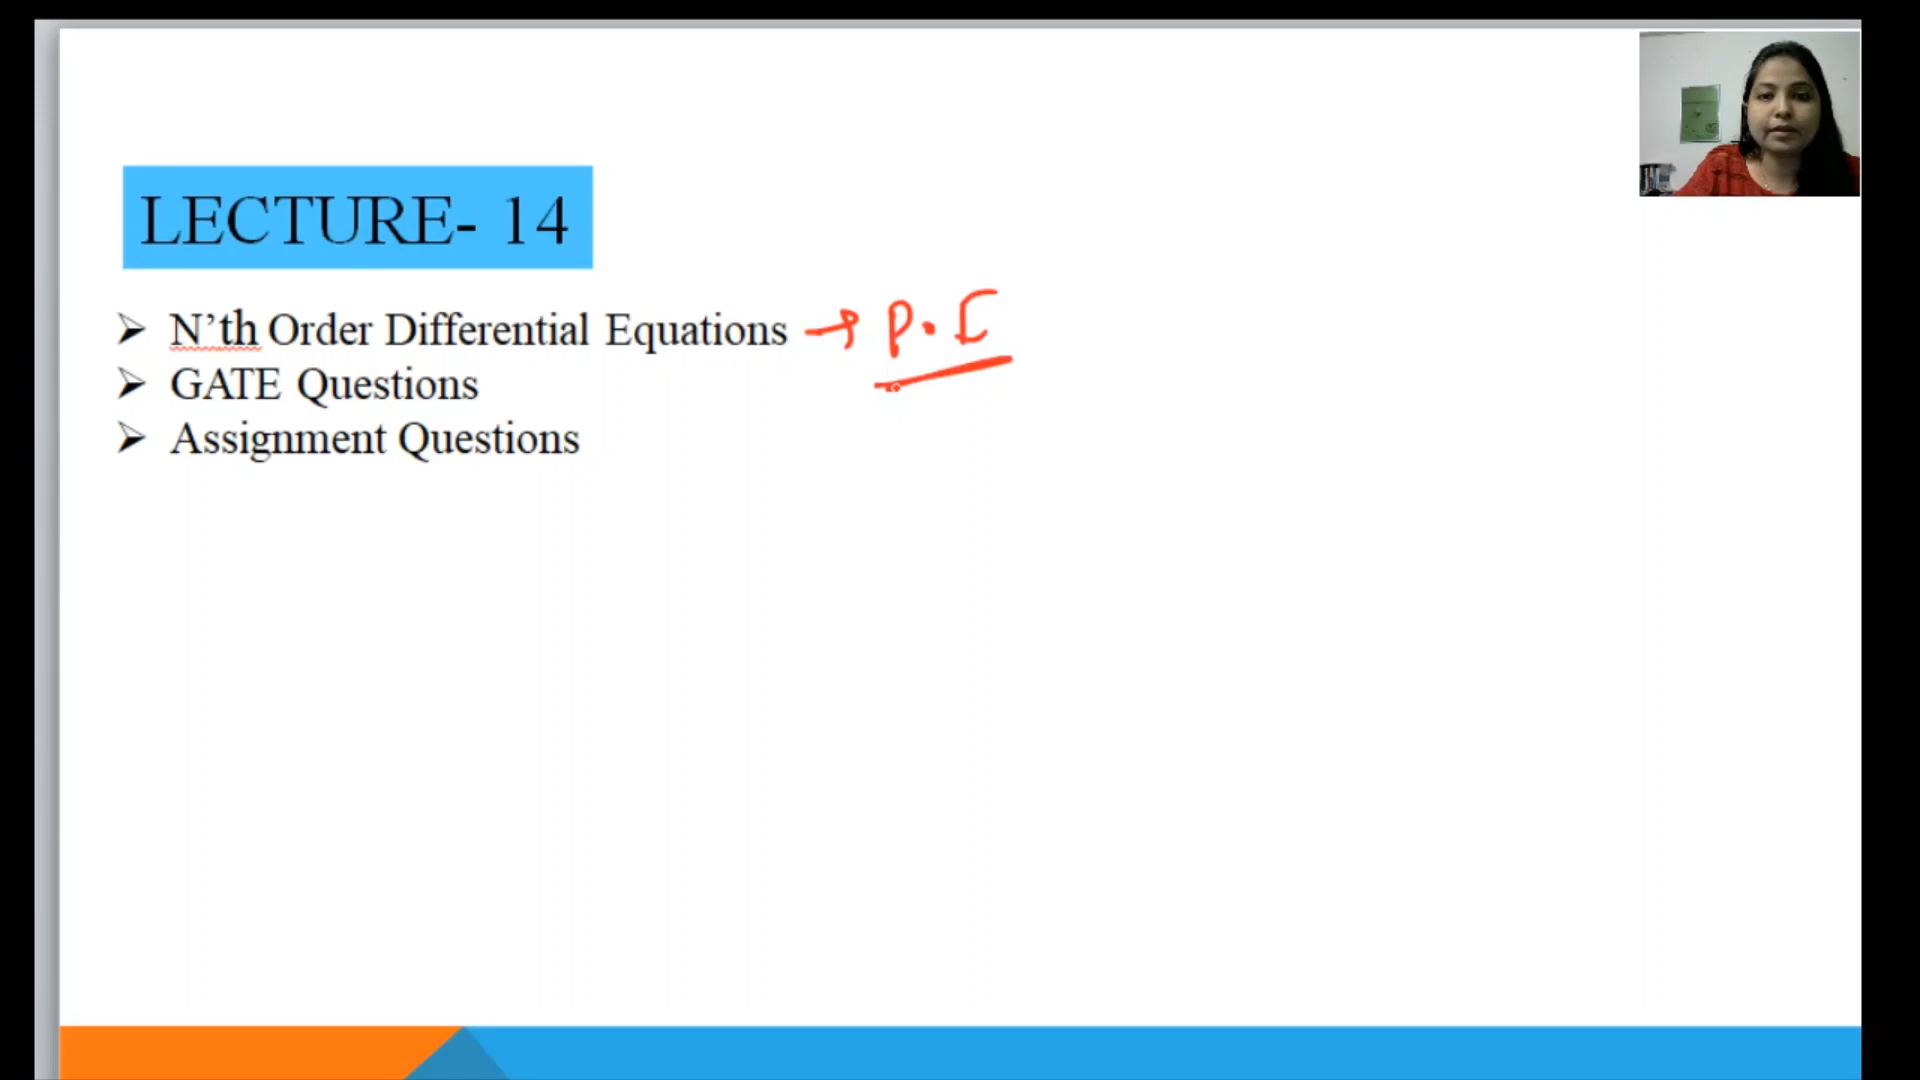 LECTURE- 14
➢ N'th Order Differential Equations → P. I
➢ GATE Questions
➢ Assignment Questions